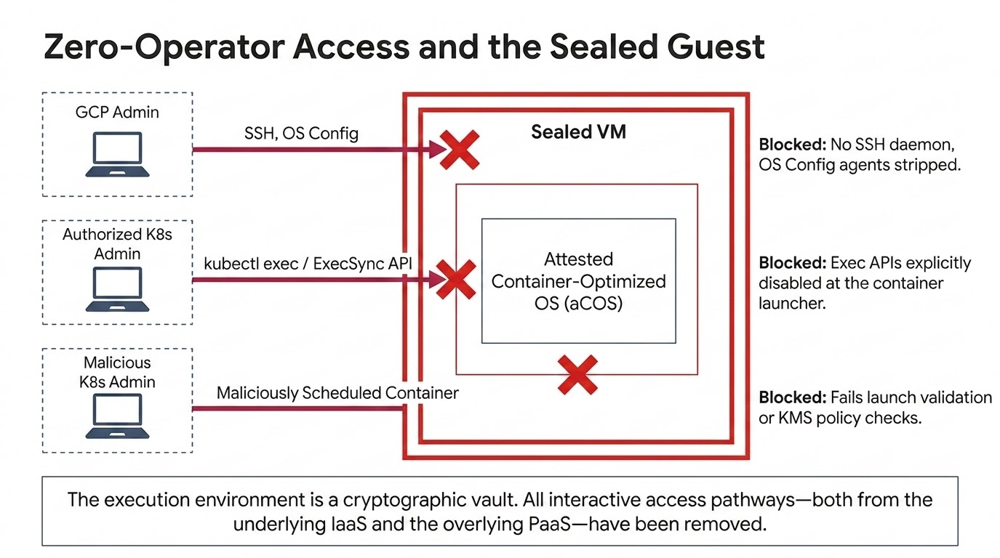 Zero-Operator Access and the Sealed Guest
GCP Admin
SSH, OS Config
Sealed VM
Blocked: No SSH daemon,
OS Config agents stripped.
Authorized K8s
Admin
kubectl exec / ExecSync API
Attested
Container-Optimized
OS (aCOS)
Blocked: Exec APIs explicitly
disabled at the container
launcher.
Malicious
K8s Admin
Maliciously Scheduled Container
Blocked: Fails launch validation
or KMS policy checks.
The execution environment is a cryptographic vault. All interactive access pathways—both from the
underlying IaaS and the overlying PaaS—have been removed.